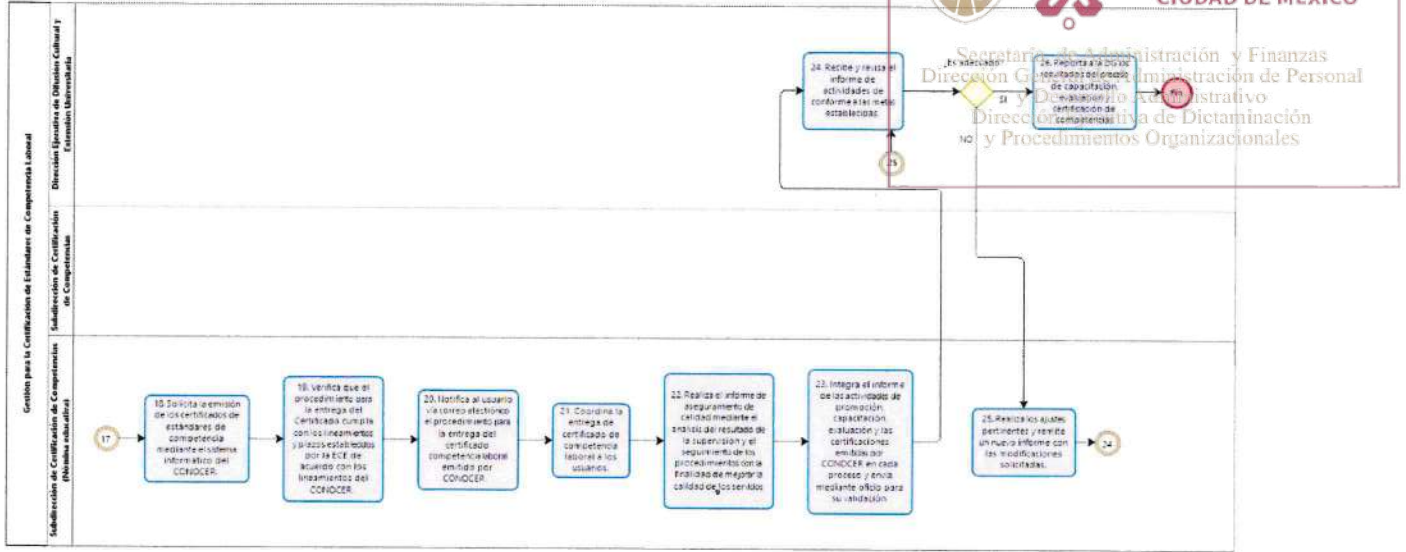 CIUDAD DE MÉXICO
Secretaría de Administración y Finanzas
Dirección General de Administración de Personal
y Desarrollo Administrativo
Dirección Ejecutiva de Dictaminación
y Procedimientos Organizacionales
Gestión para la Certificación de Estándares de Competencia Laboral
Dirección Ejecutiva de Difusión Cultural y
Extensión Universitaria
24. Recibe y revisa el
informe de
actividades de
conforme a las metas
establecidas.
¿Es adecuado?
SI
NO
26. Reporta a la
resultados del proceso
de capacitación,
evaluación y
certificación de
competencias.
Fin
25
Subdirección de Certificación
de Competencias
Subdirección de Certificación de Competencias
(Nómina educativa)
17
18. Solicita la emisión
de los certificados de
estándares de
competencia
mediante el sistema
informático del
CONOCER.
19. Verifica que el
procedimiento para
la entrega del
Certificado cumpla
con los lineamientos
y plazos establecidos
por la ECE de
acuerdo con los
lineamientos del
CONOCER.
20. Notifica al usuario
vía correo electrónico
el procedimiento para
la entrega del
certificado
competencia laboral
emitido por
CONOCER.
21. Coordina la
entrega de
certificado de
competencia
laboral a los
usuarios.
22. Realiza el informe de
aseguramiento de
calidad mediante el
análisis del resultado de
la supervisión y el
seguimiento de los
procedimientos con la
finalidad de mejorar la
calidad de los servidos
23. Integra el informe
de las actividades de
promoción,
capacitación,
evaluación y las
certificaciones
emitidas por
CONOCER en cada
proceso y envía
mediante oficio para
su validación.
25. Realiza los ajustes
pertinentes y remite
un nuevo informe con
las modificaciones
solicitadas.
24